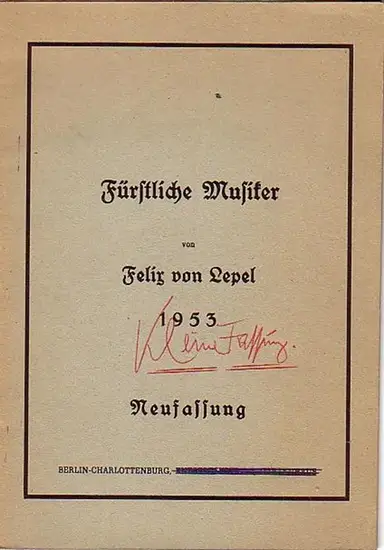 Fürstliche Musiker
von
Felix von Lepel
1953
Kleine Fassung.
Neufassung
BERLIN-CHARLOTTENBURG,